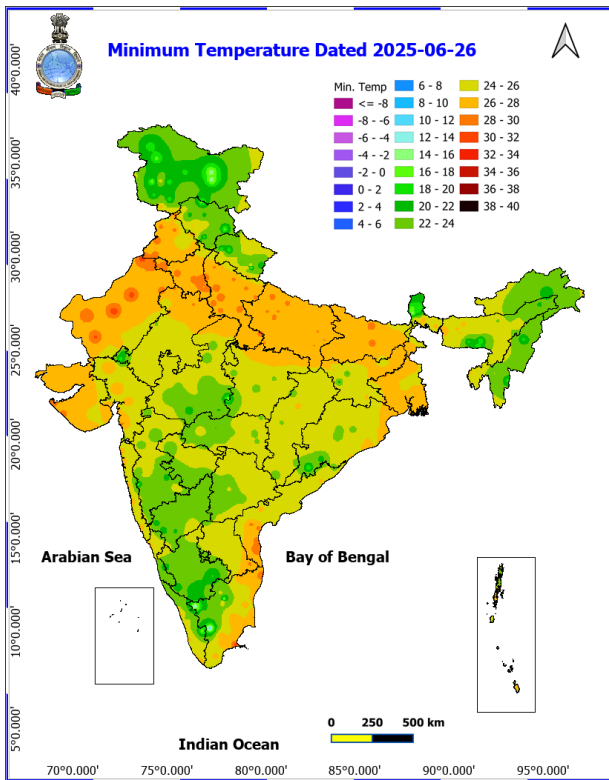 Minimum Temperature Dated 2025-06-26
Min. Temp
<= -8
-8 - -6
-6 - -4
-4 - -2
-2 - 0
0 - 2
2 - 4
4 - 6
6 - 8
8 - 10
10 - 12
12 - 14
14 - 16
16 - 18
18 - 20
20 - 22
22 - 24
24 - 26
26 - 28
28 - 30
30 - 32
32 - 34
34 - 36
36 - 38
38 - 40
40°0.000'
35°0.000'
30°0.000'
25°0.000'
20°0.000'
15°0.000'
10°0.000'
5°0.000'
Arabian Sea
Bay of Bengal
0 250 500 km
Indian Ocean
70°0.000' 75°0.000' 80°0.000' 85°0.000' 90°0.000' 95°0.000'